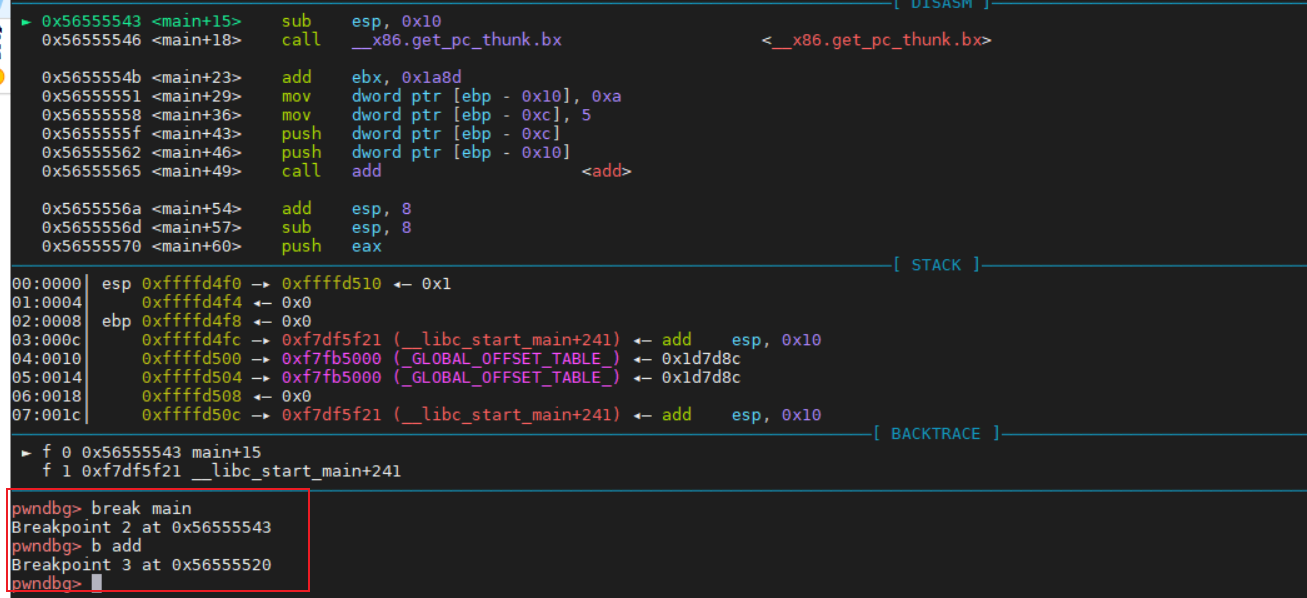 [ DISASM ]
► 0x56555543 <main+15> sub esp, 0x10
0x56555546 <main+18> call __x86.get_pc_thunk.bx <__x86.get_pc_thunk.bx>
0x5655554b <main+23> add ebx, 0x1a8d
0x56555551 <main+29> mov dword ptr [ebp - 0x10], 0xa
0x56555558 <main+36> mov dword ptr [ebp - 0xc], 5
0x5655555f <main+43> push dword ptr [ebp - 0xc]
0x56555562 <main+46> push dword ptr [ebp - 0x10]
0x56555565 <main+49> call add <add>
0x5655556a <main+54> add esp, 8
0x5655556d <main+57> sub esp, 8
0x56555570 <main+60> push eax
[ STACK ]
00:0000│ esp 0xffffd4f0 —▸ 0xffffd510 ◂— 0x1
01:0004│ 0xffffd4f4 ◂— 0x0
02:0008│ ebp 0xffffd4f8 ◂— 0x0
03:000c│ 0xffffd4fc —▸ 0xf7df5f21 (__libc_start_main+241) ◂— add esp, 0x10
04:0010│ 0xffffd500 —▸ 0xf7fb5000 (_GLOBAL_OFFSET_TABLE_) ◂— 0x1d7d8c
05:0014│ 0xffffd504 —▸ 0xf7fb5000 (_GLOBAL_OFFSET_TABLE_) ◂— 0x1d7d8c
06:0018│ 0xffffd508 ◂— 0x0
07:001c│ 0xffffd50c —▸ 0xf7df5f21 (__libc_start_main+241) ◂— add esp, 0x10
[ BACKTRACE ]
► f 0 0x56555543 main+15
f 1 0xf7df5f21 __libc_start_main+241
pwndbg> break main
Breakpoint 2 at 0x56555543
pwndbg> b add
Breakpoint 3 at 0x56555520
pwndbg>